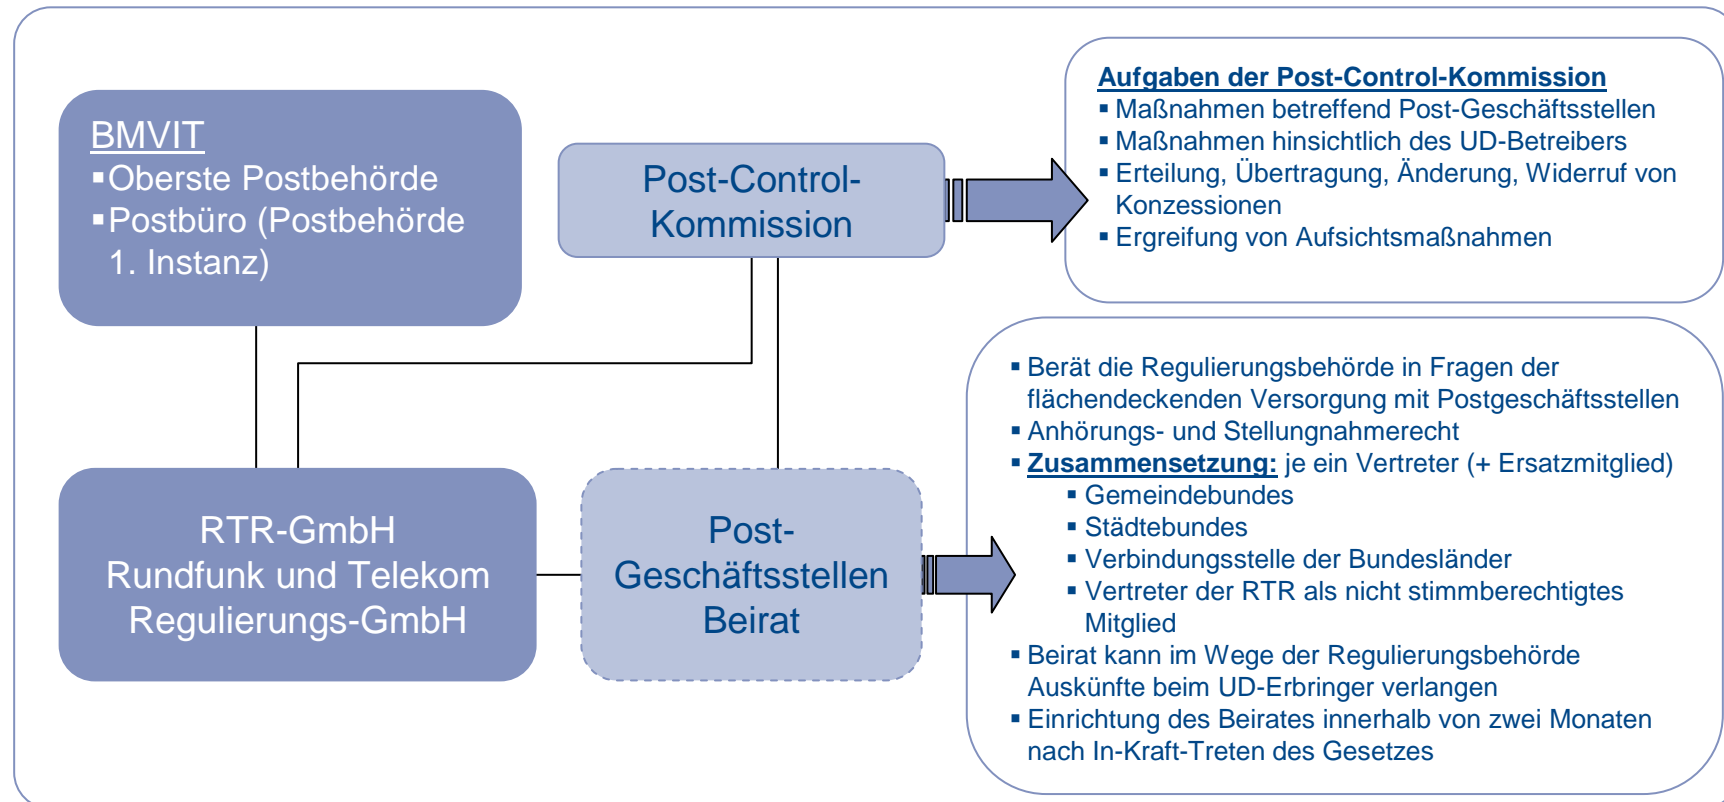 BMVIT
▪Oberste Postbehörde
▪Postbüro (Postbehörde
1. Instanz)
Post-Control-
Kommission
Aufgaben der Post-Control-Kommission
▪ Maßnahmen betreffend Post-Geschäftsstellen
▪ Maßnahmen hinsichtlich des UD-Betreibers
▪ Erteilung, Übertragung, Änderung, Widerruf von
Konzessionen
▪ Ergreifung von Aufsichtsmaßnahmen
RTR-GmbH
Rundfunk und Telekom
Regulierungs-GmbH
Post-
Geschäftsstellen
Beirat
▪ Berät die Regulierungsbehörde in Fragen der
flächendeckenden Versorgung mit Postgeschäftsstellen
▪ Anhörungs- und Stellungnahmerecht
▪ Zusammensetzung: je ein Vertreter (+ Ersatzmitglied)
▪ Gemeindebundes
▪ Städtebundes
▪ Verbindungsstelle der Bundesländer
▪ Vertreter der RTR als nicht stimmberechtigtes
Mitglied
▪ Beirat kann im Wege der Regulierungsbehörde
Auskünfte beim UD-Erbringer verlangen
▪ Einrichtung des Beirates innerhalb von zwei Monaten
nach In-Kraft-Treten des Gesetzes